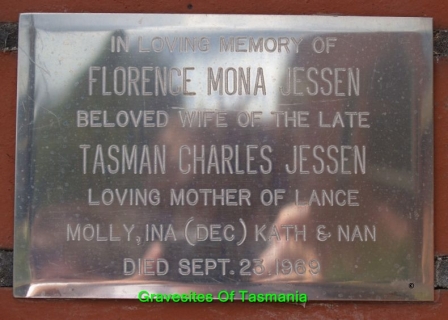 IN LOVING MEMORY OF
FLORENCE MONA JESSEN
BELOVED WIFE OF THE LATE
TASMAN CHARLES JESSEN
LOVING MOTHER OF LANCE
MOLLY, INA (DEC) KATH & NAN
DIED SEPT. 23.1969
©
Gravesites Of Tasmania